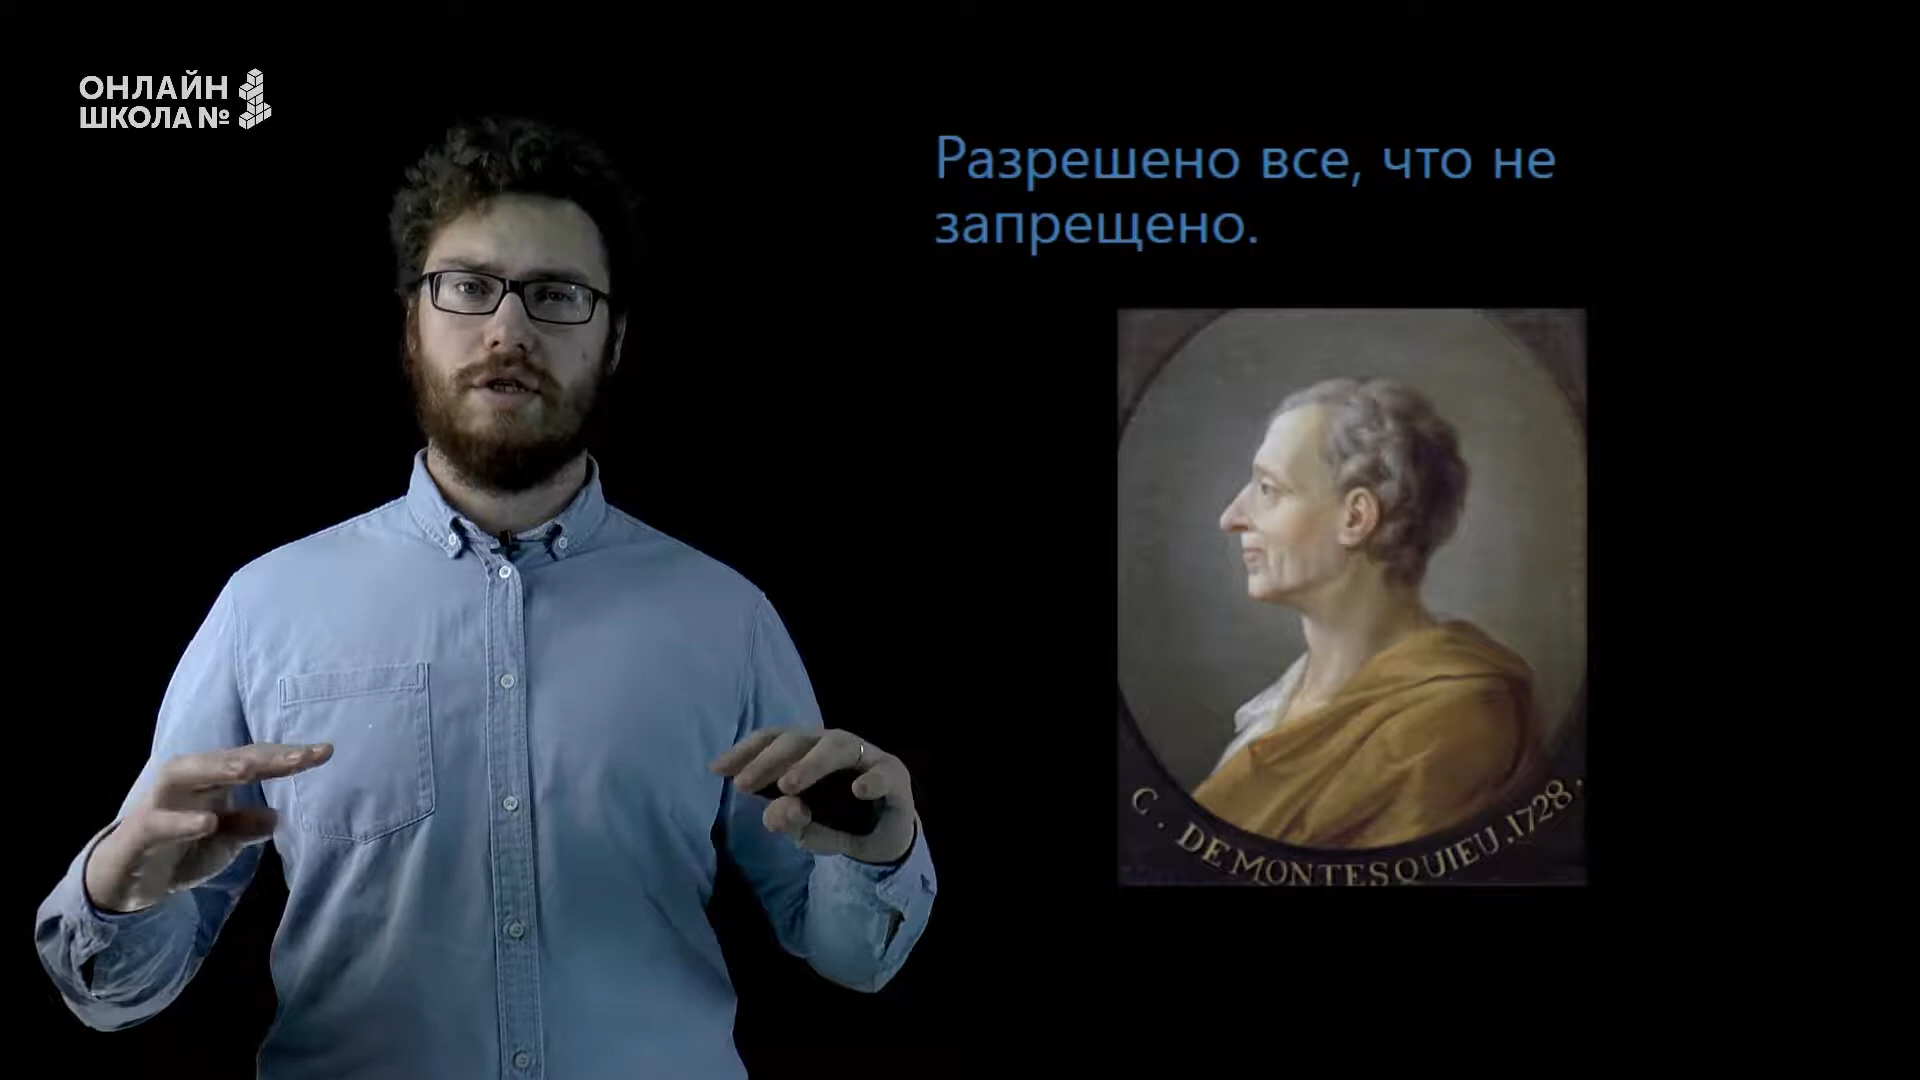 ОНЛАЙН
ШКОЛА №
Разрешено все, что не
запрещено.
C. DE MONTESQUIEU. 1728.